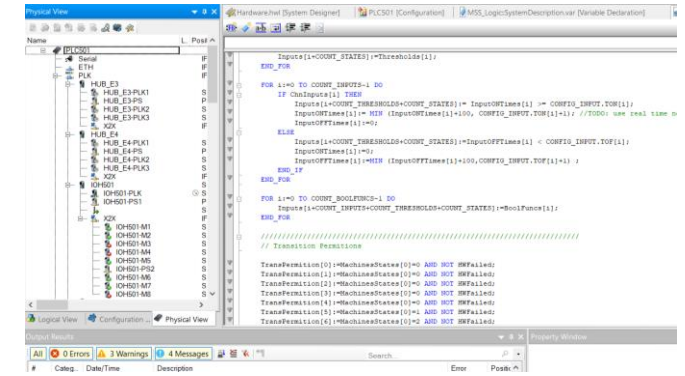 Physical View
Hardware.hwl [System Designer]
PLC501 [Configuration]
MSS_Logic:SystemDescription.var [Variable Declaration]
Name
L..
Posit
PLC501
Serial IF
ETH IF
PLK IF
HUB_E3 S
HUB_E3-PLK1 S
HUB_E3-PS P
HUB_E3-PLK2 S
HUB_E3-PLK3 S
X2X IF
HUB_E4 S
HUB_E4-PLK1 S
HUB_E4-PS P
HUB_E4-PLK2 S
HUB_E4-PLK3 S
X2X IF
IOH501 S
IOH501-PLK S
IOH501-PS1 P
S
X2X IF
IOH501-M1 S
IOH501-M2 S
IOH501-M3 S
IOH501-M4 S
IOH501-M5 S
IOH501-PS2 P
IOH501-M6 S
IOH501-M7 S
IOH501-M8 S
Logical View
Configuration ...
Physical View
Inputs[i+COUNT_STATES]:=Thresholds[i];
END_FOR
FOR i:=0 TO COUNT_INPUTS-1 DO
IF ChnInputs[i] THEN
Inputs[i+COUNT_THRESHOLDS+COUNT_STATES]:= InputONTimes[i] >= CONFIG_INPUT.TON[i];
InputONTimes[i]:= MIN (InputONTimes[i]+100, CONFIG_INPUT.TON[i]+1); //TODO: use real time
InputOFFTimes[i]:=0;
ELSE
Inputs[i+COUNT_THRESHOLDS+COUNT_STATES]:=InputOFFTimes[i] < CONFIG_INPUT.TOF[i];
InputONTimes[i]:=0;
InputOFFTimes[i]:=MIN (InputOFFTimes[i]+100,CONFIG_INPUT.TOF[i]+1) ;
END_IF
END_FOR
FOR i:=0 TO COUNT_BOOLFUNCS-1 DO
Inputs[i+COUNT_INPUTS+COUNT_THRESHOLDS+COUNT_STATES]:=BoolFuncs[i];
END_FOR
// Transition Permitions
TransPermition[0]:=MachinesStates[0]=0 AND NOT HWFailed;
TransPermition[1]:=MachinesStates[0]=0 AND NOT HWFailed;
TransPermition[2]:=MachinesStates[0]=0 AND NOT HWFailed;
TransPermition[3]:=MachinesStates[0]=0 AND NOT HWFailed;
TransPermition[4]:=MachinesStates[0]=0 AND NOT HWFailed;
TransPermition[5]:=MachinesStates[0]=1 AND NOT HWFailed;
TransPermition[6]:=MachinesStates[0]=2 AND NOT HWFailed;
Output Results
Property Window
All
0 Errors
3 Warnings
4 Messages
Search...
#
Categ..
Date/Time
Description
Error
Positic